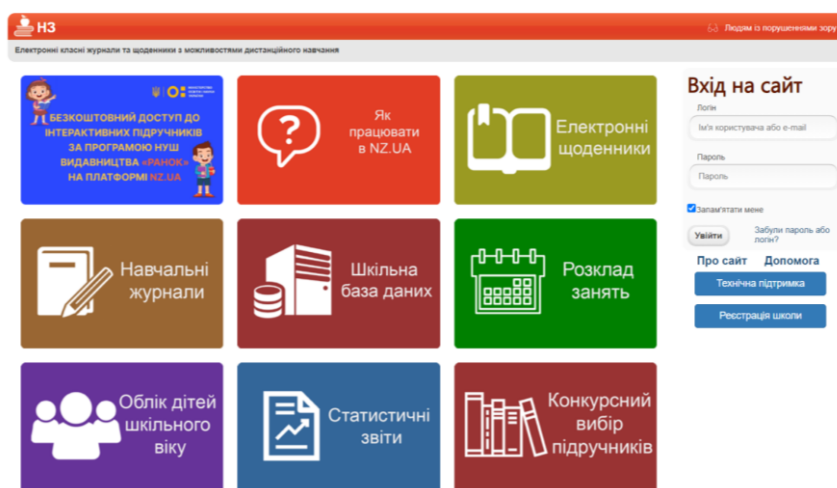 НЗ
Людям із порушеннями зору
Електронні класні журнали та щоденники з можливостями дистанційного навчання
БЕЗКОШТОВНИЙ ДОСТУП ДО
ІНТЕРАКТИВНИХ ПІДРУЧНИКІВ
ЗА ПРОГРАМОЮ НУШ
ВИДАВНИЦТВА «РАНОК»
НА ПЛАТФОРМІ NZ.UA
Як
працювати
в NZ.UA
Електронні
щоденники
Навчальні
журнали
Шкільна
база даних
Розклад
занять
Облік дітей
шкільного
віку
Статистичні
звіти
Конкурсний
вибір
підручників
Вхід на сайт
Логін
Ім'я користувача або e-mail
Пароль
Пароль
Запам'ятати мене
Увійти
Забули пароль або
логін?
Про сайт
Допомога
Технічна підтримка
Реєстрація школи